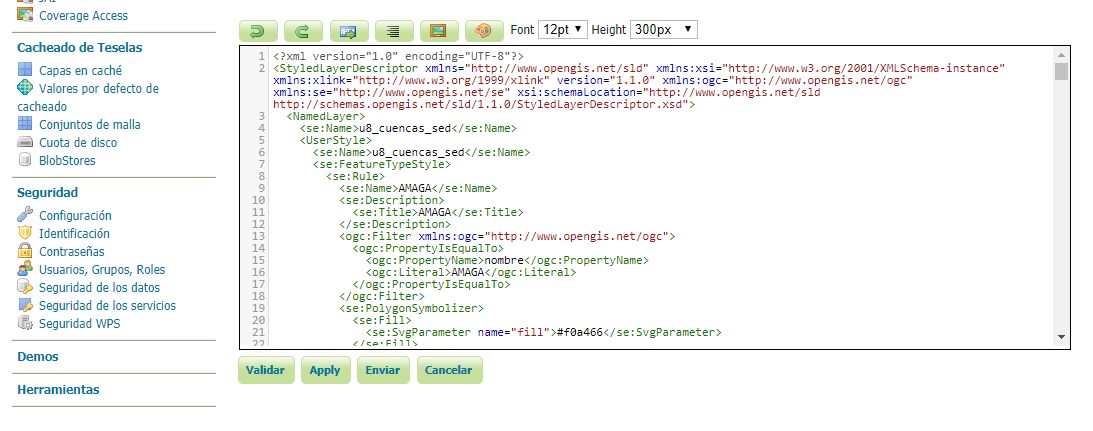 Coverage Access
Cacheado de Teselas
Capas en caché
Valores por defecto de
cacheado
Conjuntos de malla
Cuota de disco
BlobStores
Seguridad
Configuración
Identificación
Contraseñas
Usuarios, Grupos, Roles
Seguridad de los datos
Seguridad de los servicios
Seguridad WPS
Demos
Herramientas
Font 12pt Height 300px
1 <?xml version="1.0" encoding="UTF-8"?>
2 <StyledLayerDescriptor xmlns="http://www.opengis.net/sld" xmlns:xsi="http://www.w3.org/2001/XMLSchema-instance"
xmlns:xlink="http://www.w3.org/1999/xlink" version="1.1.0" xmlns:ogc="http://www.opengis.net/ogc"
xmlns:se="http://www.opengis.net/se" xsi:schemaLocation="http://www.opengis.net/sld
http://schemas.opengis.net/sld/1.1.0/StyledLayerDescriptor.xsd">
3 <NamedLayer>
4 <se:Name>u8_cuencas_sed</se:Name>
5 <UserStyle>
6 <se:Name>u8_cuencas_sed</se:Name>
7 <se:FeatureTypeStyle>
8 <se:Rule>
9 <se:Name>AMAGA</se:Name>
10 <se:Description>
11 <se:Title>AMAGA</se:Title>
12 </se:Description>
13 <ogc:Filter xmlns:ogc="http://www.opengis.net/ogc">
14 <ogc:PropertyIsEqualTo>
15 <ogc:PropertyName>nombre</ogc:PropertyName>
16 <ogc:Literal>AMAGA</ogc:Literal>
17 </ogc:PropertyIsEqualTo>
18 </ogc:Filter>
19 <se:PolygonSymbolizer>
20 <se:Fill>
21 <se:SvgParameter name="fill">#f0a466</se:SvgParameter>
22 </se:Fill>
Validar Apply Enviar Cancelar